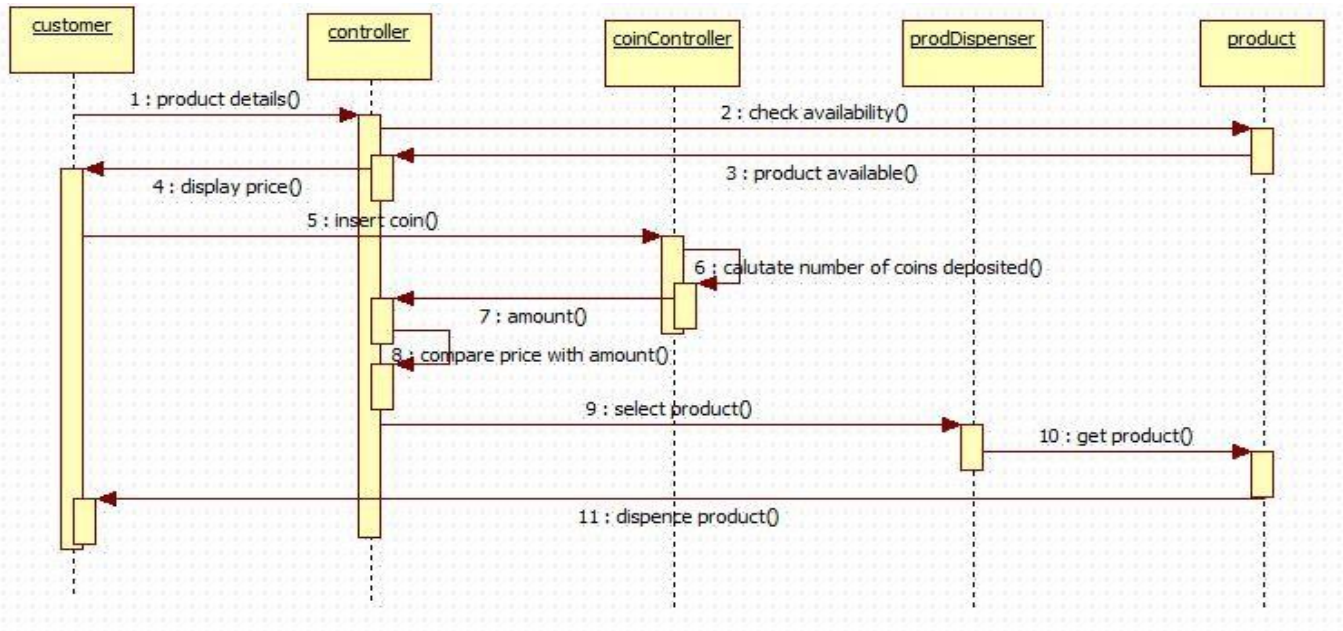 customer
controller
coinController
prodDispenser
product
1 : product details()
2 : check availability()
3 : product available()
4 : display price()
5 : insert coin()
6 : calutate number of coins deposited()
7 : amount()
8 : compare price with amount()
9 : select product()
10 : get product()
11 : dispence product()